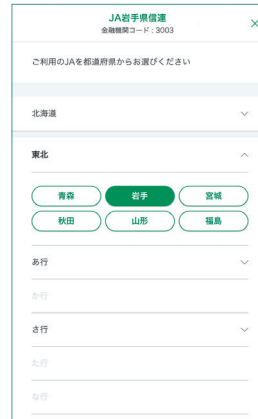 JA岩手県信連
金融機関コード：3003
ご利用のJAを都道府県からお選びください
北海道
東北
青森 岩手 宮城
秋田 山形 福島
あ行
か行
さ行
た行
な行